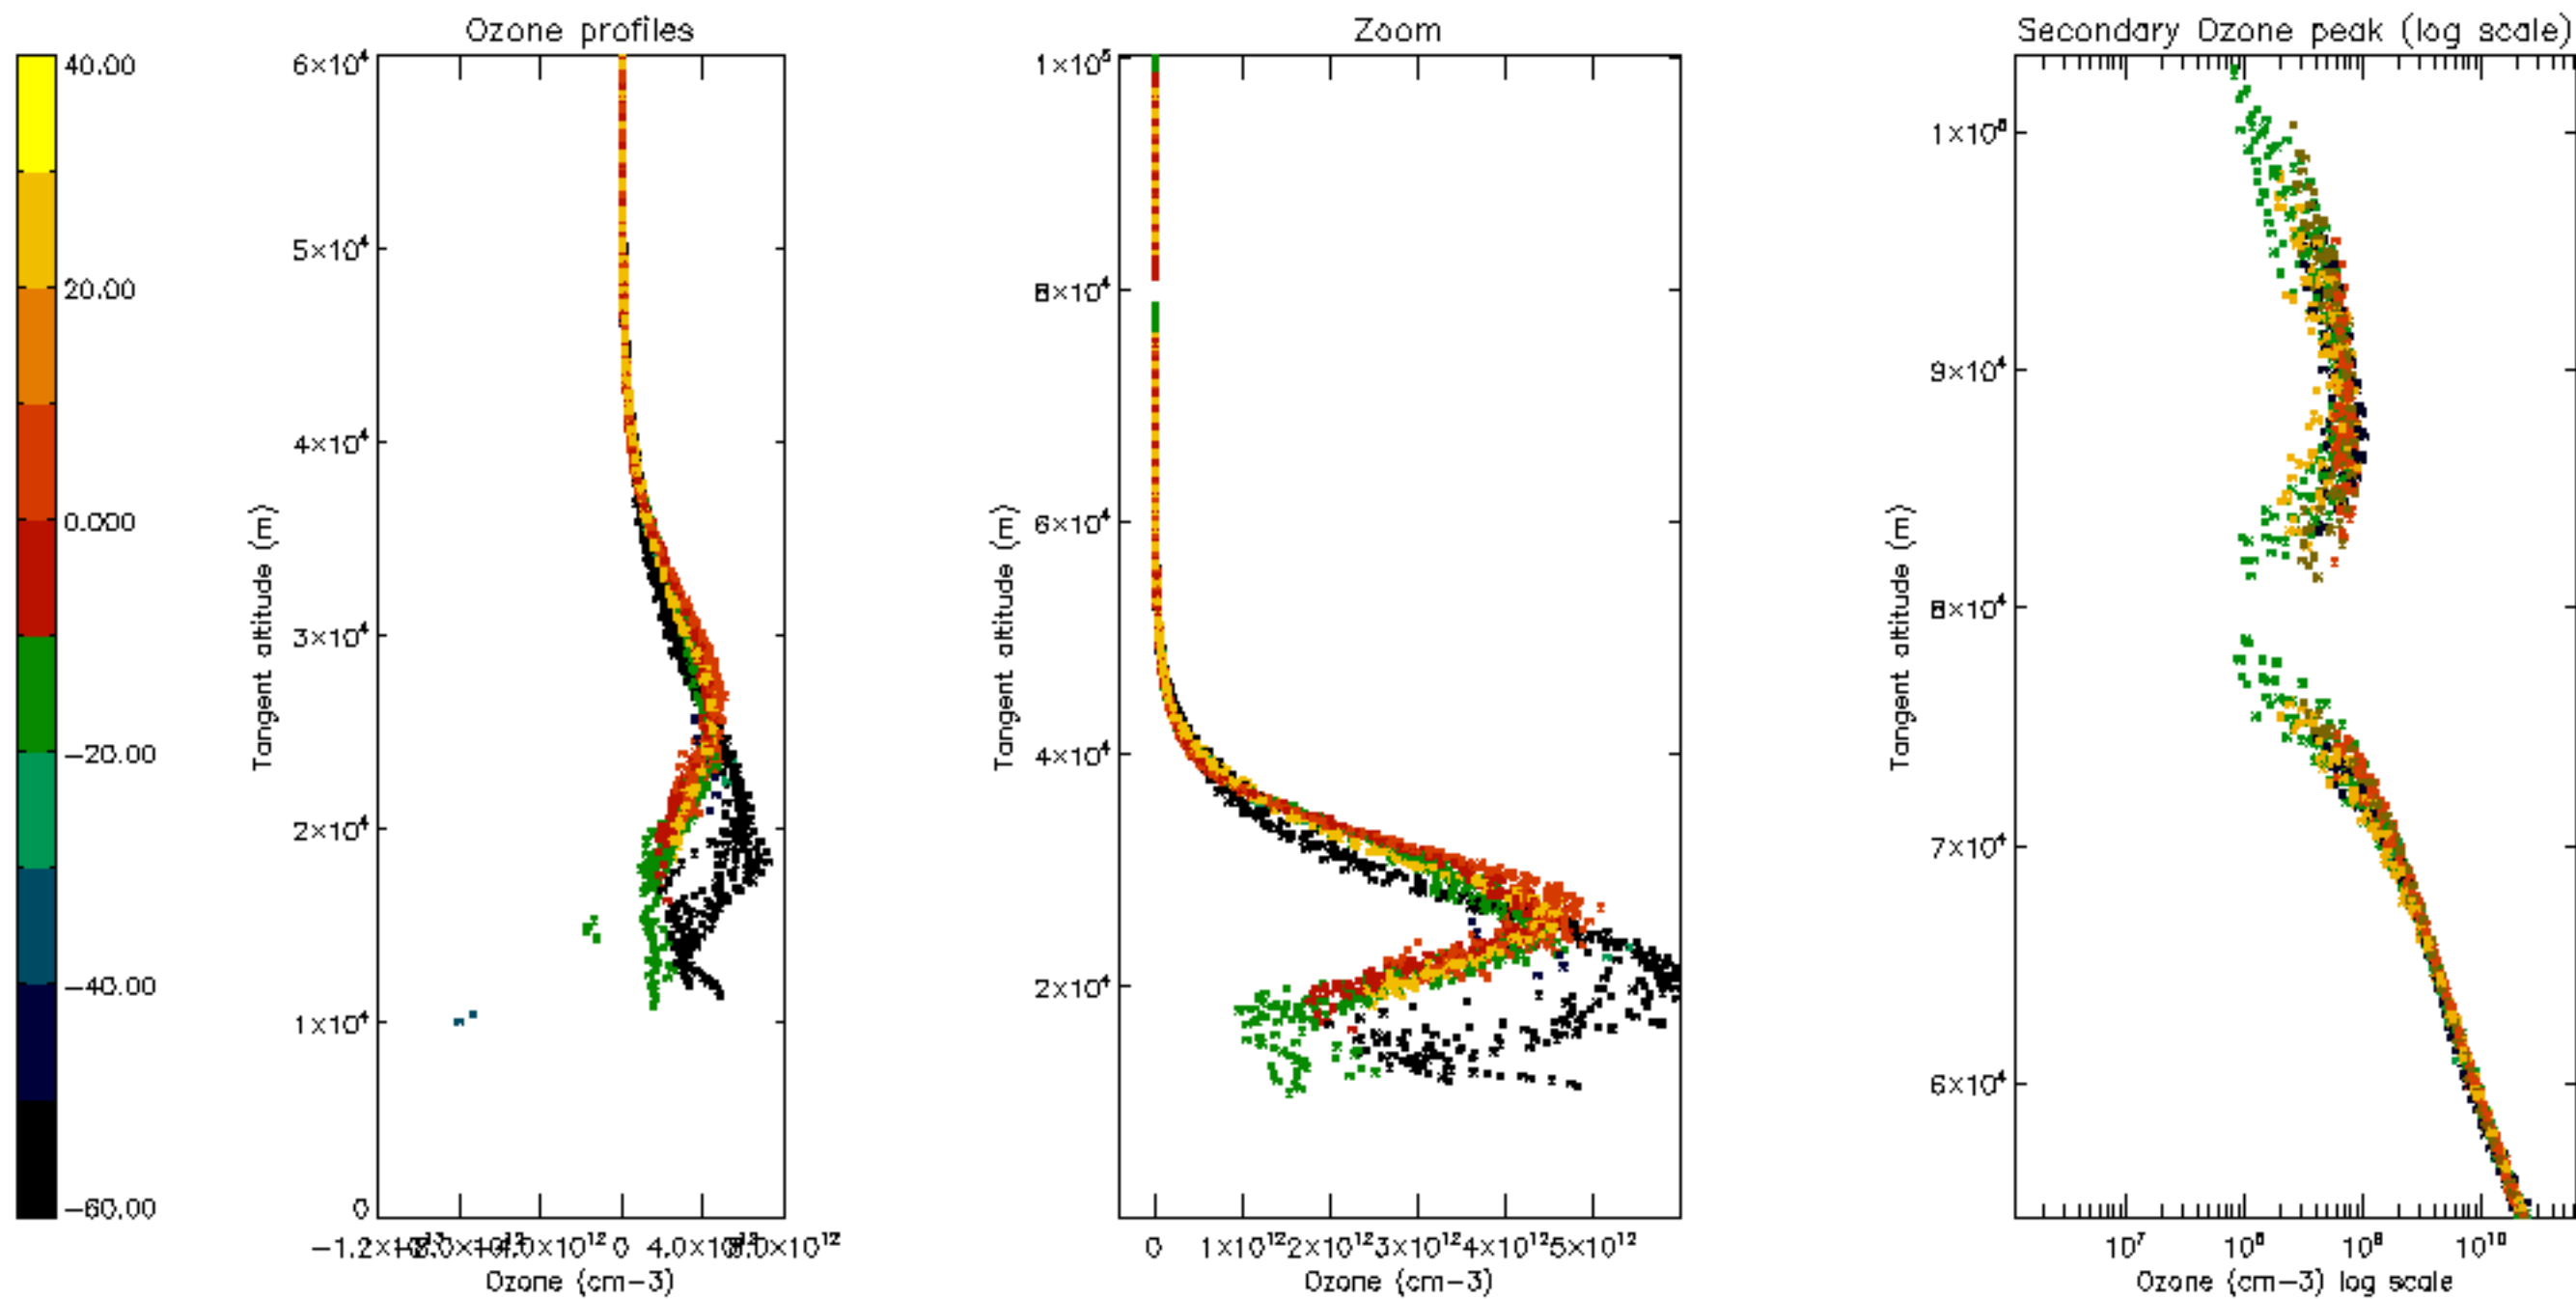 Ozone profiles
Zoom
Secondary Ozone peak (log scale)
40.00
20.00
0.000
−20.00
−40.00
−60.00
6×10⁴
5×10⁴
4×10⁴
3×10⁴
2×10⁴
1×10⁴
0
Tangent altitude (m)
0 4.0×10¹²
Ozone (cm−3)
1×10⁵
8×10⁴
6×10⁴
4×10⁴
2×10⁴
Tangent altitude (m)
0 1×10¹² 2×10¹² 3×10¹² 4×10¹² 5×10¹²
Ozone (cm−3)
9×10⁴
8×10⁴
7×10⁴
6×10⁴
Tangent altitude (m)
10⁷ 10⁸ 10⁹ 10¹⁰
Ozone (cm−3) log scale